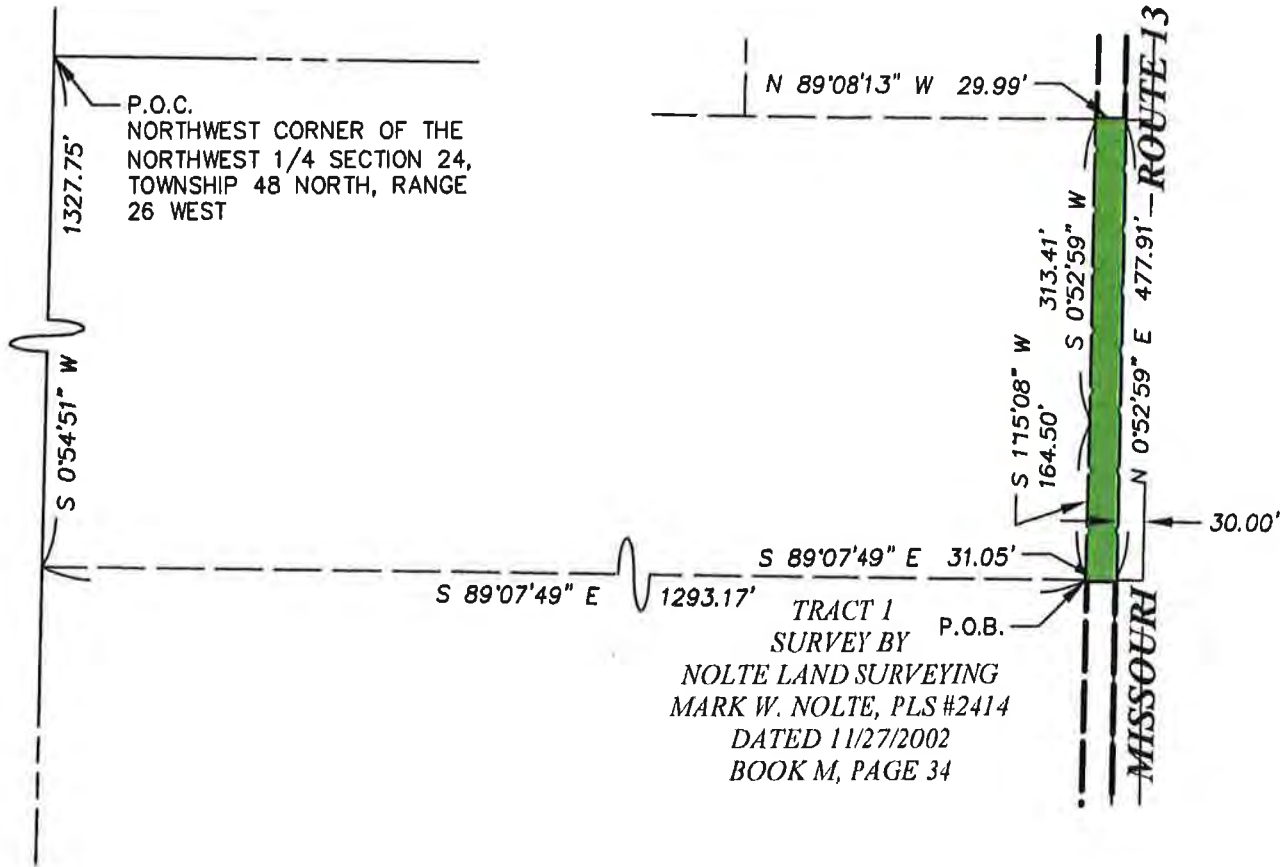 P.O.C.
NORTHWEST CORNER OF THE
NORTHWEST 1/4 SECTION 24,
TOWNSHIP 48 NORTH, RANGE
26 WEST
1327.75'
S 0°54'51" W
N 89°08'13" W 29.99'
ROUTE 13
313.41'
S 0°52'59" W
N 0°52'59" E 477.91'
S 1°15'08" W
164.50'
30.00'
S 89°07'49" E 31.05'
S 89°07'49" E 1293.17'
P.O.B.
TRACT 1
SURVEY BY
NOLTE LAND SURVEYING
MARK W. NOLTE, PLS #2414
DATED 11/27/2002
BOOK M, PAGE 34
MISSOURI